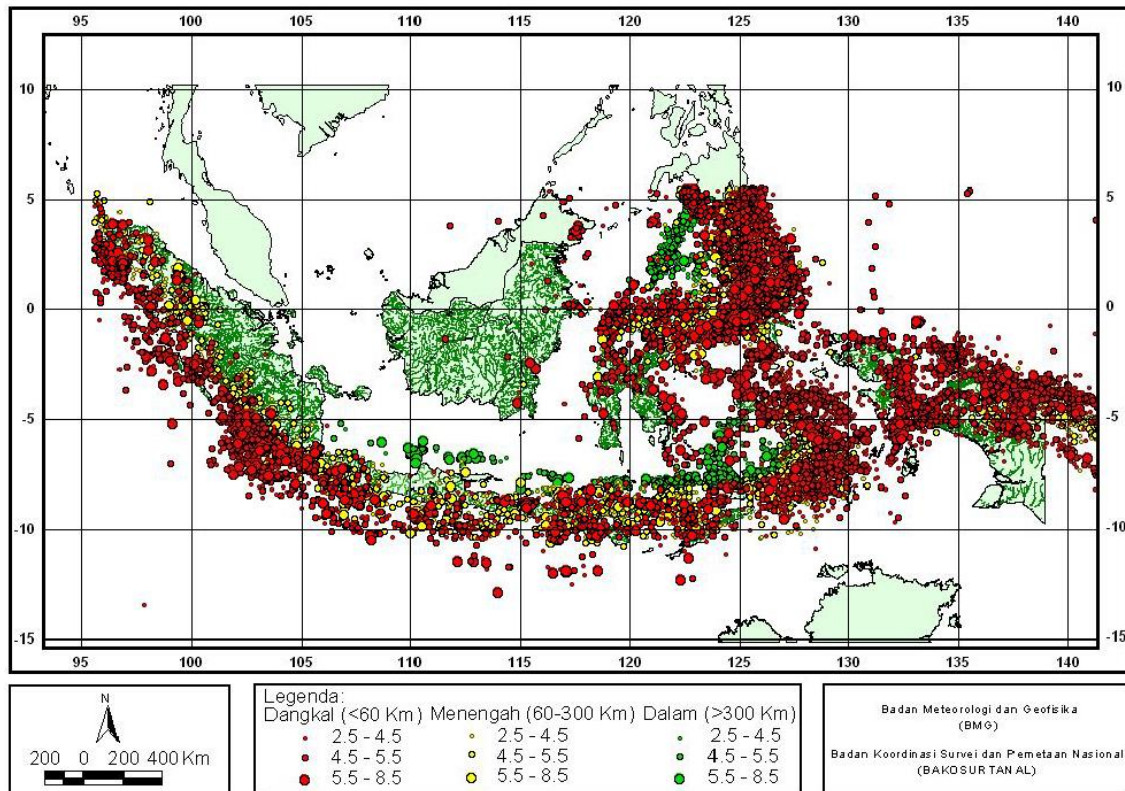 95 100 105 110 115 120 125 130 135 140
10 10
5 5
0 0
-5 -5
-10 -10
-15 -15
95 100 105 110 115 120 125 130 135 140
N
200 0 200 400 Km
Legenda:
Dangkal (<60 Km) Menengah (60-300 Km) Dalam (>300 Km)
2.5 - 4.5 2.5 - 4.5 2.5 - 4.5
4.5 - 5.5 4.5 - 5.5 4.5 - 5.5
5.5 - 8.5 5.5 - 8.5 5.5 - 8.5
Badan Meteorologi dan Geofisika
(BMG)
Badan Koordinasi Survei dan Pemetaan Nasional
(BAKOSURTANAL)